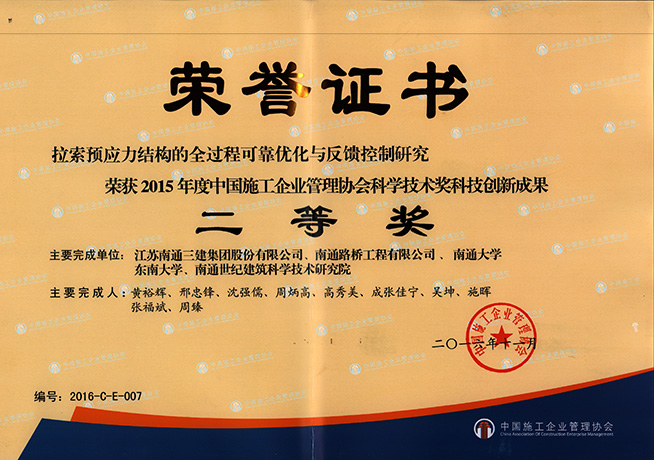 荣誉证书
拉索预应力结构的全过程可靠优化与反馈控制研究
荣获2015年度中国施工企业管理协会科学技术奖科技创新成果
二等奖
主要完成单位：江苏南通三建集团股份有限公司、南通路桥工程有限公司、南通大学
东南大学、南通世纪建筑科学技术研究院
主要完成人：黄裕辉、邢忠锋、沈强儒、周炳高、高秀美、成张佳宁、吴坤、施晖
张福斌、周臻
中国施工企业管理协会
二〇一六年十一月
编号：2016-C-E-007
中国施工企业管理协会
China Association Of Construction Enterprise Management